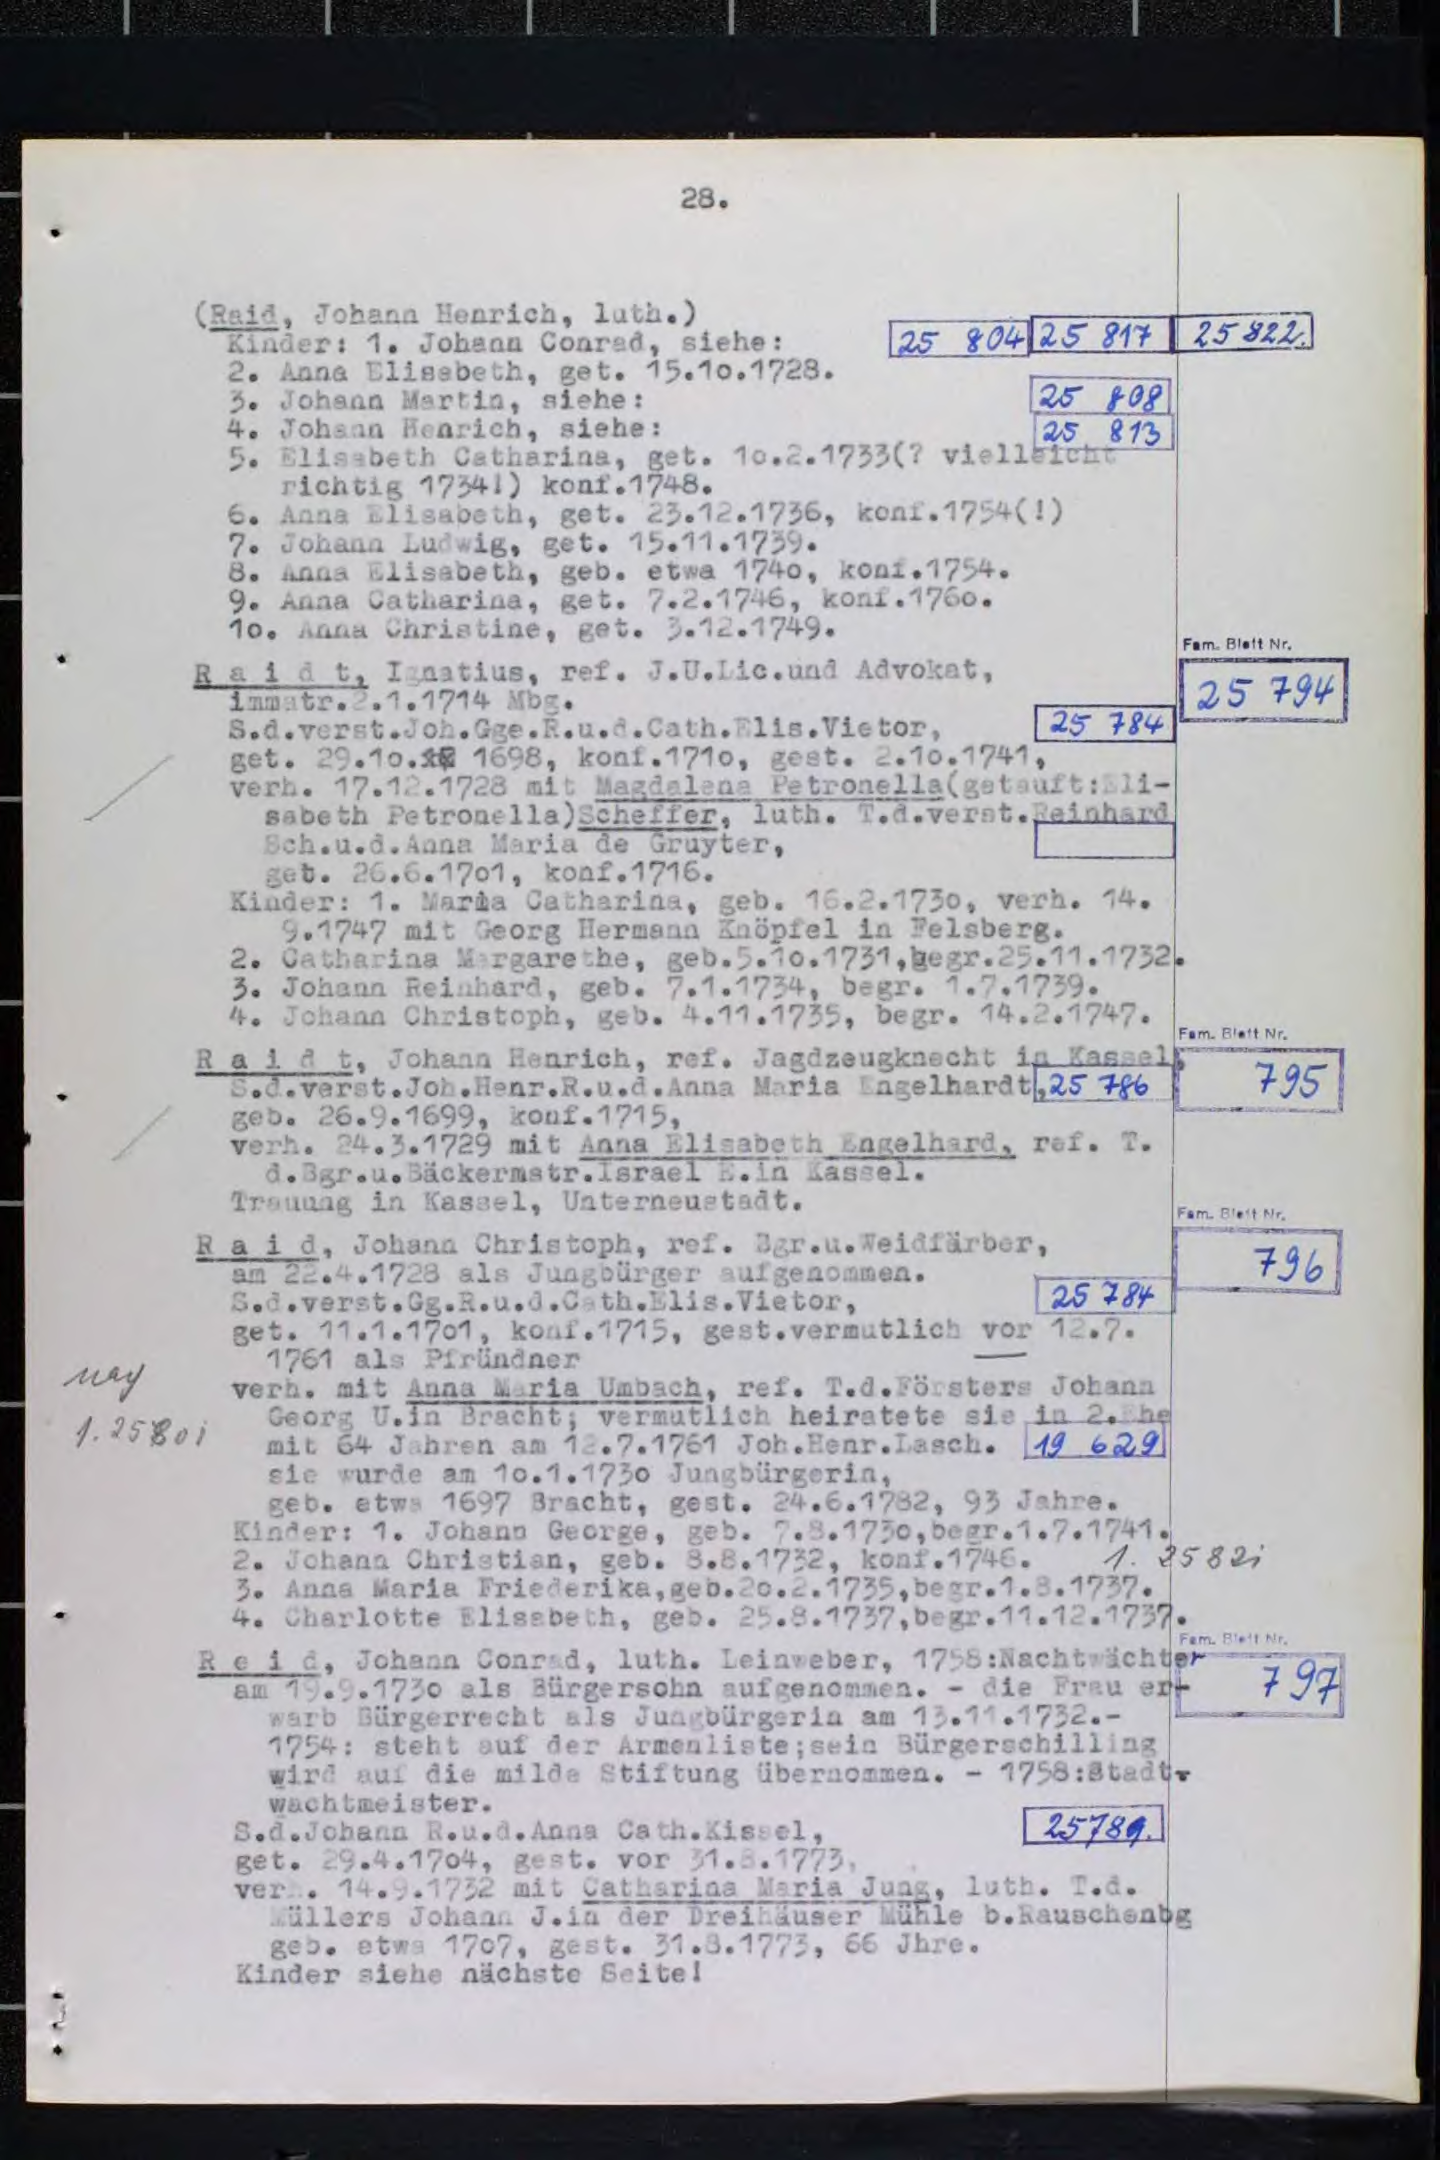 28.
(Raid, Johann Henrich, luth.)
Kinder: 1. Johann Conrad, siehe: 25 804 25 817 25 822.
2. Anna Elisabeth, get. 15.10.1728.
3. Johann Martin, siehe: 25 808
4. Johann Henrich, siehe: 25 813
5. Elisabeth Catharina, get. 10.2.1733(? vielleicht
richtig 1734!) konf.1748.
6. Anna Elisabeth, get. 23.12.1736, konf.1754(!)
7. Johann Ludwig, get. 15.11.1739.
8. Anna Elisabeth, geb. etwa 1740, konf.1754.
9. Anna Catharina, get. 7.2.1746, konf.1760.
10. Anna Christine, get. 3.12.1749.
Fam. Blatt Nr.
R a i d t, Ignatius, ref. J.U.Lic.und Advokat, 25 794
immatr.2.1.1714 Mbg.
S.d.verst.Joh.Gge.R.u.d.Cath.Elis.Vietor, 25 784
get. 29.10. 1698, konf.1710, gest. 2.10.1741,
verh. 17.12.1728 mit Magdalena Petronella(getauft:Eli-
sabeth Petronella)Scheffer, luth. T.d.verst.Reinhard
Sch.u.d.Anna Maria de Gruyter,
get. 26.6.1701, konf.1716.
Kinder: 1. Maria Catharina, geb. 16.2.1730, verh. 14.
9.1747 mit Georg Hermann Knöpfel in Felsberg.
2. Catharina Margarethe, geb.5.10.1731,begr.25.11.1732.
3. Johann Reinhard, geb. 7.1.1734, begr. 1.7.1739.
4. Johann Christoph, geb. 4.11.1735, begr. 14.2.1747.
Fam. Blatt Nr.
R a i d t, Johann Henrich, ref. Jagdzeugknecht in Kassel, 795
S.d.verst.Joh.Henr.R.u.d.Anna Maria Engelhardt, 25 786
geb. 26.9.1699, konf.1715,
verh. 24.3.1729 mit Anna Elisabeth Engelhard, ref. T.
d.Bgr.u.Bäckermstr.Israel E.in Kassel.
Trauung in Kassel, Unterneustadt.
Fam. Blatt Nr.
R a i d, Johann Christoph, ref. Bgr.u.Weidfärber, 796
am 22.4.1728 als Jungbürger aufgenommen.
S.d.verst.Gg.R.u.d.Cath.Elis.Vietor, 25 784
get. 11.1.1701, konf.1715, gest.vermutlich vor 12.7.
1761 als Pfründner
verh. mit Anna Maria Umbach, ref. T.d.Försters Johann
Georg U.in Bracht; vermutlich heiratete sie in 2.Ehe
mit 64 Jahren am 12.7.1761 Joh.Henr.Lasch. 19 629
sie wurde am 10.1.1730 Jungbürgerin,
geb. etwa 1697 Bracht, gest. 24.6.1782, 93 Jahre.
Kinder: 1. Johann George, geb. 7.8.1730,begr.1.7.1741.
2. Johann Christian, geb. 8.8.1732, konf.1746.
3. Anna Maria Friederika,geb.20.2.1735,begr.1.8.1737.
4. Charlotte Elisabeth, geb. 25.8.1737,begr.11.12.1737.
Fam. Blatt Nr.
R e i d, Johann Conrad, luth. Leinweber, 1758:Nachtwächter 797
am 19.9.1730 als Bürgersohn aufgenommen. - die Frau er-
warb Bürgerrecht als Jungbürgerin am 13.11.1732.-
1754: steht auf der Armenliste;sein Bürgerschilling
wird auf die milde Stiftung übernommen. - 1758:Stadt-
wachtmeister.
S.d.Johann R.u.d.Anna Cath.Kissel, 25789.
get. 29.4.1704, gest. vor 31.8.1773,
verh. 14.9.1732 mit Catharina Maria Jung, luth. T.d.
Müllers Johann J.in der Dreihäuser Mühle b.Rauschenbg
geb. etwa 1707, gest. 31.8.1773, 66 Jhre.
Kinder siehe nächste Seite!